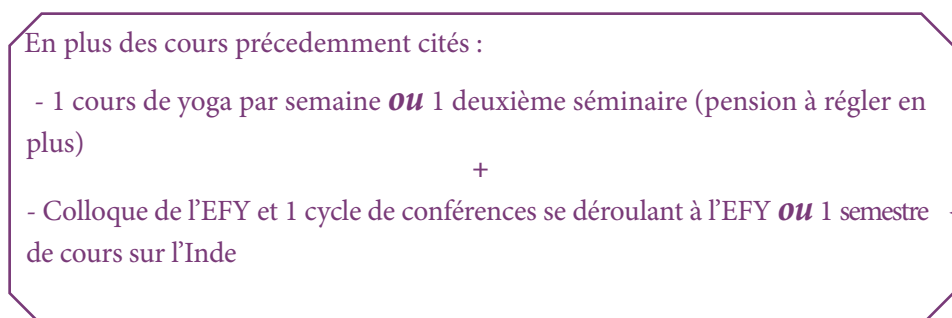 En plus des cours précedemment cités :
- 1 cours de yoga par semaine ou 1 deuxième séminaire (pension à régler en
plus)
+
- Colloque de l'EFY et 1 cycle de conférences se déroulant à l'EFY ou 1 semestre
de cours sur l'Inde